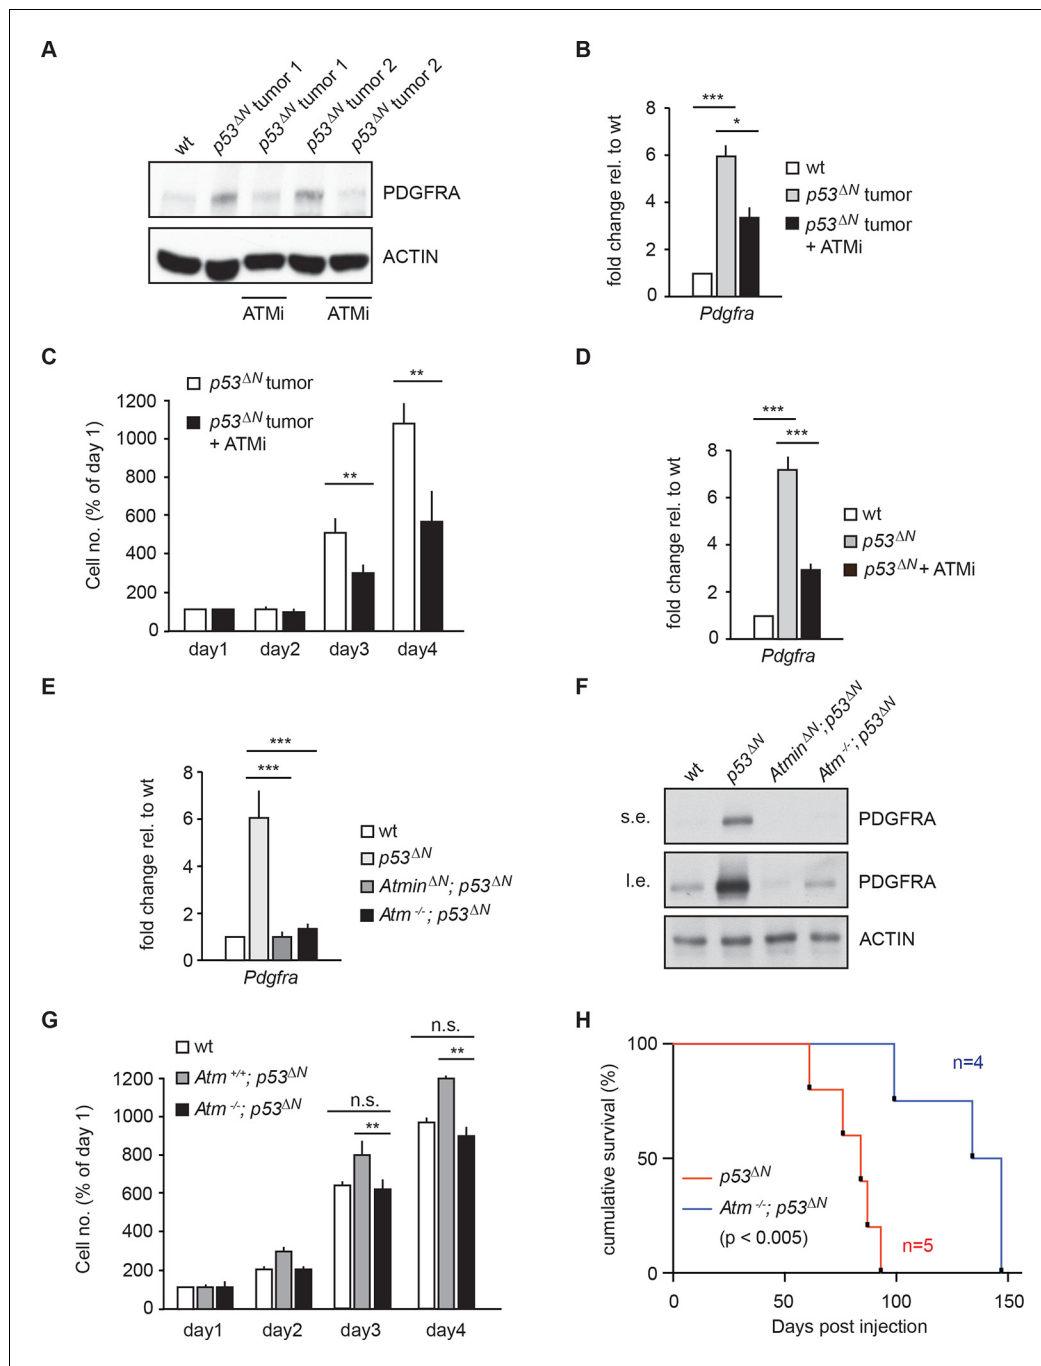 A
wt
p53ΔN tumor 1
p53ΔN tumor 1
p53ΔN tumor 2
p53ΔN tumor 2
PDGFRA
ACTIN
ATMi
ATMi
B
fold change rel. to wt
8
6
4
2
0
***
*
Pdgfra
wt
p53ΔN tumor
p53ΔN tumor
+ ATMi
C
p53ΔN tumor
p53ΔN tumor
+ ATMi
Cell no. (% of day 1)
1200
1000
800
600
400
200
0
**
**
day1 day2 day3 day4
D
fold change rel. to wt
8
6
4
2
0
***
***
Pdgfra
wt
p53ΔN
p53ΔN + ATMi
E
fold change rel. to wt
8
6
4
2
0
***
***
Pdgfra
wt
p53ΔN
AtminΔN; p53ΔN
Atm-/-; p53ΔN
F
wt
p53ΔN
AtminΔN; p53ΔN
Atm-/-; p53ΔN
s.e. PDGFRA
l.e. PDGFRA
ACTIN
G
wt
Atm+/+; p53ΔN
Atm-/-; p53ΔN
Cell no. (% of day 1)
1200
1000
800
600
400
200
0
n.s.
**
n.s.
**
day1 day2 day3 day4
H
cumulative survival (%)
100
50
0
n=4
p53ΔN
Atm-/-; p53ΔN
(p < 0.005)
n=5
0 50 100 150
Days post injection